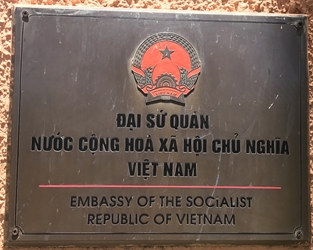 ĐẠI SỨ QUÁN
NƯỚC CỘNG HOÀ XÃ HỘI CHỦ NGHĨA
VIỆT NAM
EMBASSY OF THE SOCIALIST
REPUBLIC OF VIETNAM